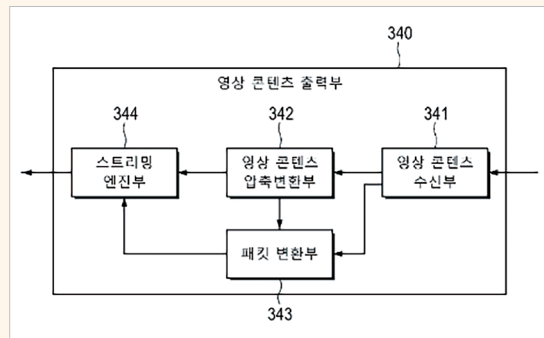 340
영상 콘텐츠 출력부
344
342
341
스트리밍
엔진부
영상 콘텐츠
압축변환부
영상 콘텐츠
수신부
패킷 변환부
343